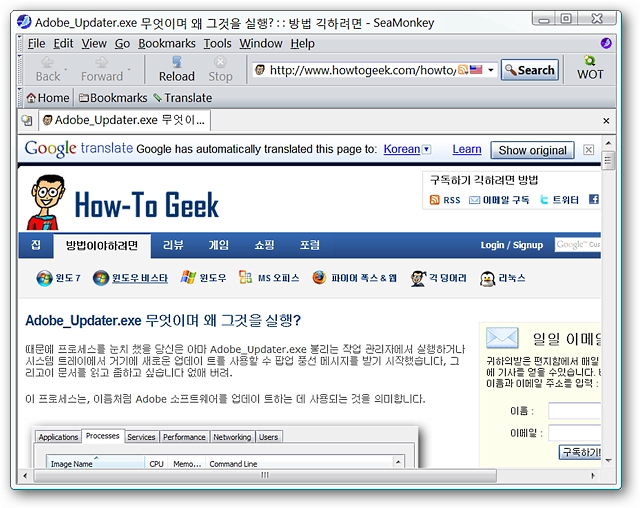 Adobe_Updater.exe 무엇이며 왜 그것을 실행? :: 방법 긱하려면 - SeaMonkey
File Edit View Go Bookmarks Tools Window Help
Back Forward Reload Stop http://www.howtogeek.com/howto/ Search WOT
Home Bookmarks Translate
Adobe_Updater.exe 무엇이며 왜 그것을 실행...
Google translate Google has automatically translated this page to: Korean Learn Show original
How-To Geek
구독하기 긱하려면 방법
RSS 이메일 구독 트위터
집 방법이야하려면 리뷰 게임 쇼핑 포럼 Login / Signup Google™ Cus
윈도 7 윈도우 비스타 윈도우 MS 오피스 파이어 폭스 & 웹 긱 덩어리 리눅스
Adobe_Updater.exe 무엇이며 왜 그것을 실행?
때문에 프로세스를 눈치 챘을 당신은 아마 Adobe_Updater.exe 불리는 작업 관리자에서 실행하거나
시스템 트레이에서 거기에 새로운 업데이 트를 사용할 수 팝업 풍선 메시지를 받기 시작했습니다, 그
리고이 문서를 읽고 줍하고 싶습니다 없애 버려.
이 프로세스는, 이름처럼 Adobe 소프트웨어를 업데이 트하는 데 사용되는 것을 의미합니다.
Applications Processes Services Performance Networking Users
Image Name CPU Memo... Command Line
일일 이메일
귀하의받은 편지함에서 매일
에 기사를 얻을 수있습니다.
이름과 이메일 주소를 입력 :
이름 :
이메일 :
구독하기!